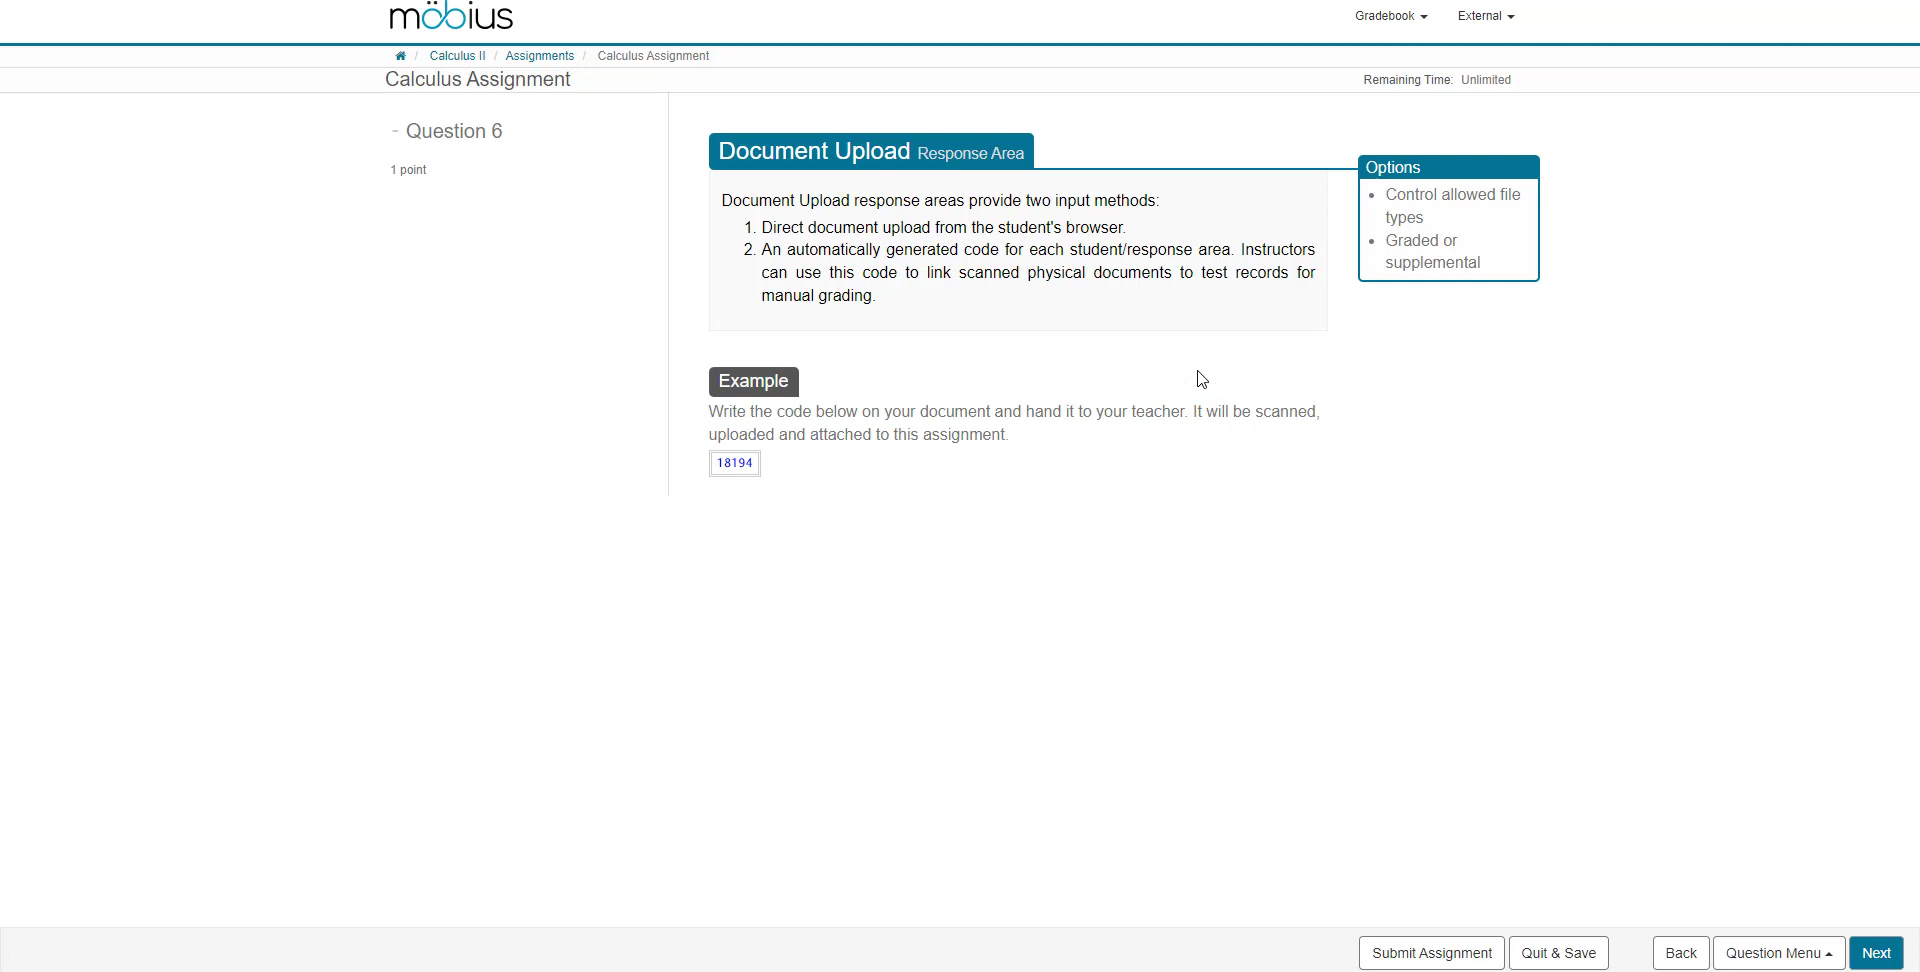 möbius
Gradebook
External
Calculus II / Assignments / Calculus Assignment
Calculus Assignment
Remaining Time: Unlimited
- Question 6
1 point
Document Upload Response Area
Document Upload response areas provide two input methods:
1. Direct document upload from the student's browser.
2. An automatically generated code for each student/response area. Instructors
can use this code to link scanned physical documents to test records for
manual grading.
Options
• Control allowed file
types
• Graded or
supplemental
Example
Write the code below on your document and hand it to your teacher. It will be scanned,
uploaded and attached to this assignment.
18194
Submit Assignment
Quit & Save
Back
Question Menu
Next